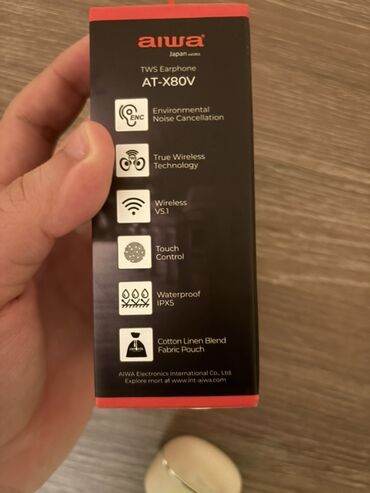 aiwa
Japan
TWS Earphone
AT-X80V
ENC
Environmental
Noise Cancellation
True Wireless
Technology
Wireless
V5.1
Touch
Control
Waterproof
IPX5
Cotton Linen Blend
Fabric Pouch
AIWA Electronics International Co., Ltd.
Explore mort at www.int-aiwa.com